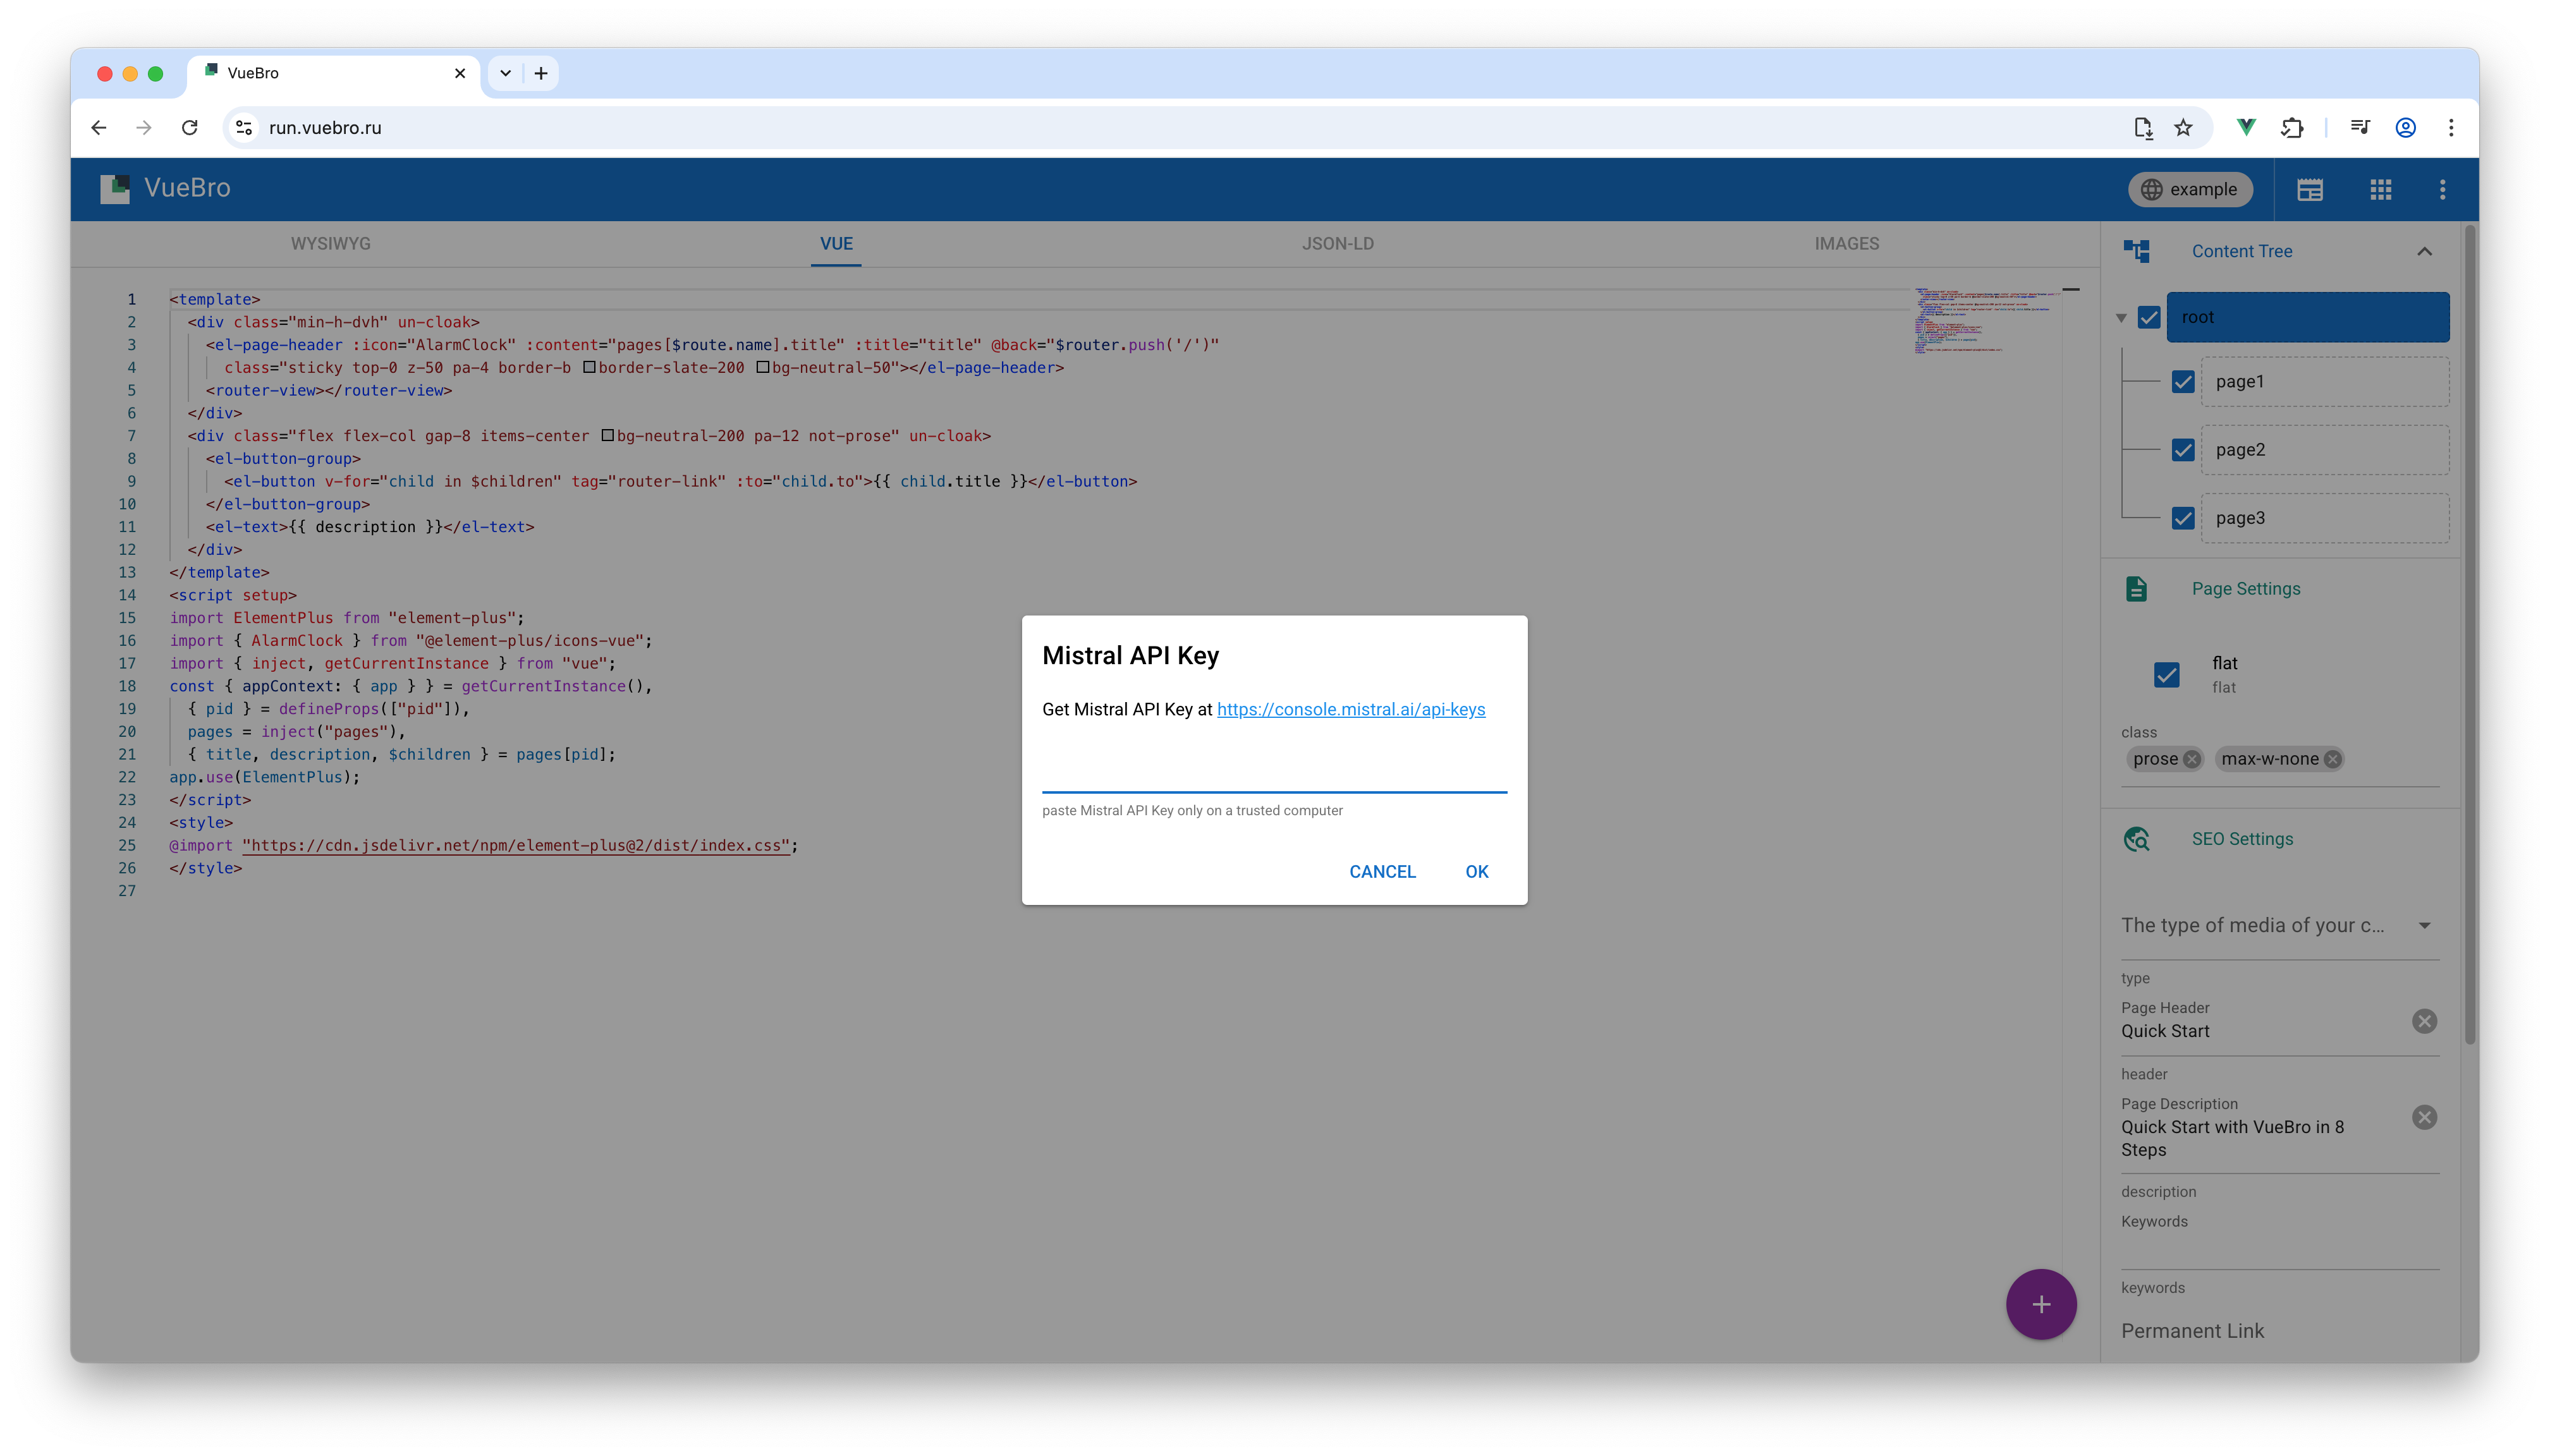 VueBro
run.vuebro.ru
VueBro
example
WYSIWYG
VUE
JSON-LD
IMAGES
1 <template>
2 <div class="min-h-dvh" un-cloak>
3 <el-page-header :icon="AlarmClock" :content="pages[$route.name].title" :title="title" @back="$router.push('/')"
4 class="sticky top-0 z-50 pa-4 border-b border-slate-200 bg-neutral-50"></el-page-header>
5 <router-view></router-view>
6 </div>
7 <div class="flex flex-col gap-8 items-center bg-neutral-200 pa-12 not-prose" un-cloak>
8 <el-button-group>
9 <el-button v-for="child in $children" tag="router-link" :to="child.to">{{ child.title }}</el-button>
10 </el-button-group>
11 <el-text>{{ description }}</el-text>
12 </div>
13 </template>
14 <script setup>
15 import ElementPlus from "element-plus";
16 import { AlarmClock } from "@element-plus/icons-vue";
17 import { inject, getCurrentInstance } from "vue";
18 const { appContext: { app } } = getCurrentInstance(),
19 { pid } = defineProps(["pid"]),
20 pages = inject("pages"),
21 { title, description, $children } = pages[pid];
22 app.use(ElementPlus);
23 </script>
24 <style>
25 @import "https://cdn.jsdelivr.net/npm/element-plus@2/dist/index.css";
26 </style>
27
Mistral API Key
Get Mistral API Key at https://console.mistral.ai/api-keys
paste Mistral API Key only on a trusted computer
CANCEL
OK
Content Tree
root
page1
page2
page3
Page Settings
flat
flat
class
prose
max-w-none
SEO Settings
The type of media of your c...
type
Page Header
Quick Start
header
Page Description
Quick Start with VueBro in 8
Steps
description
Keywords
keywords
Permanent Link